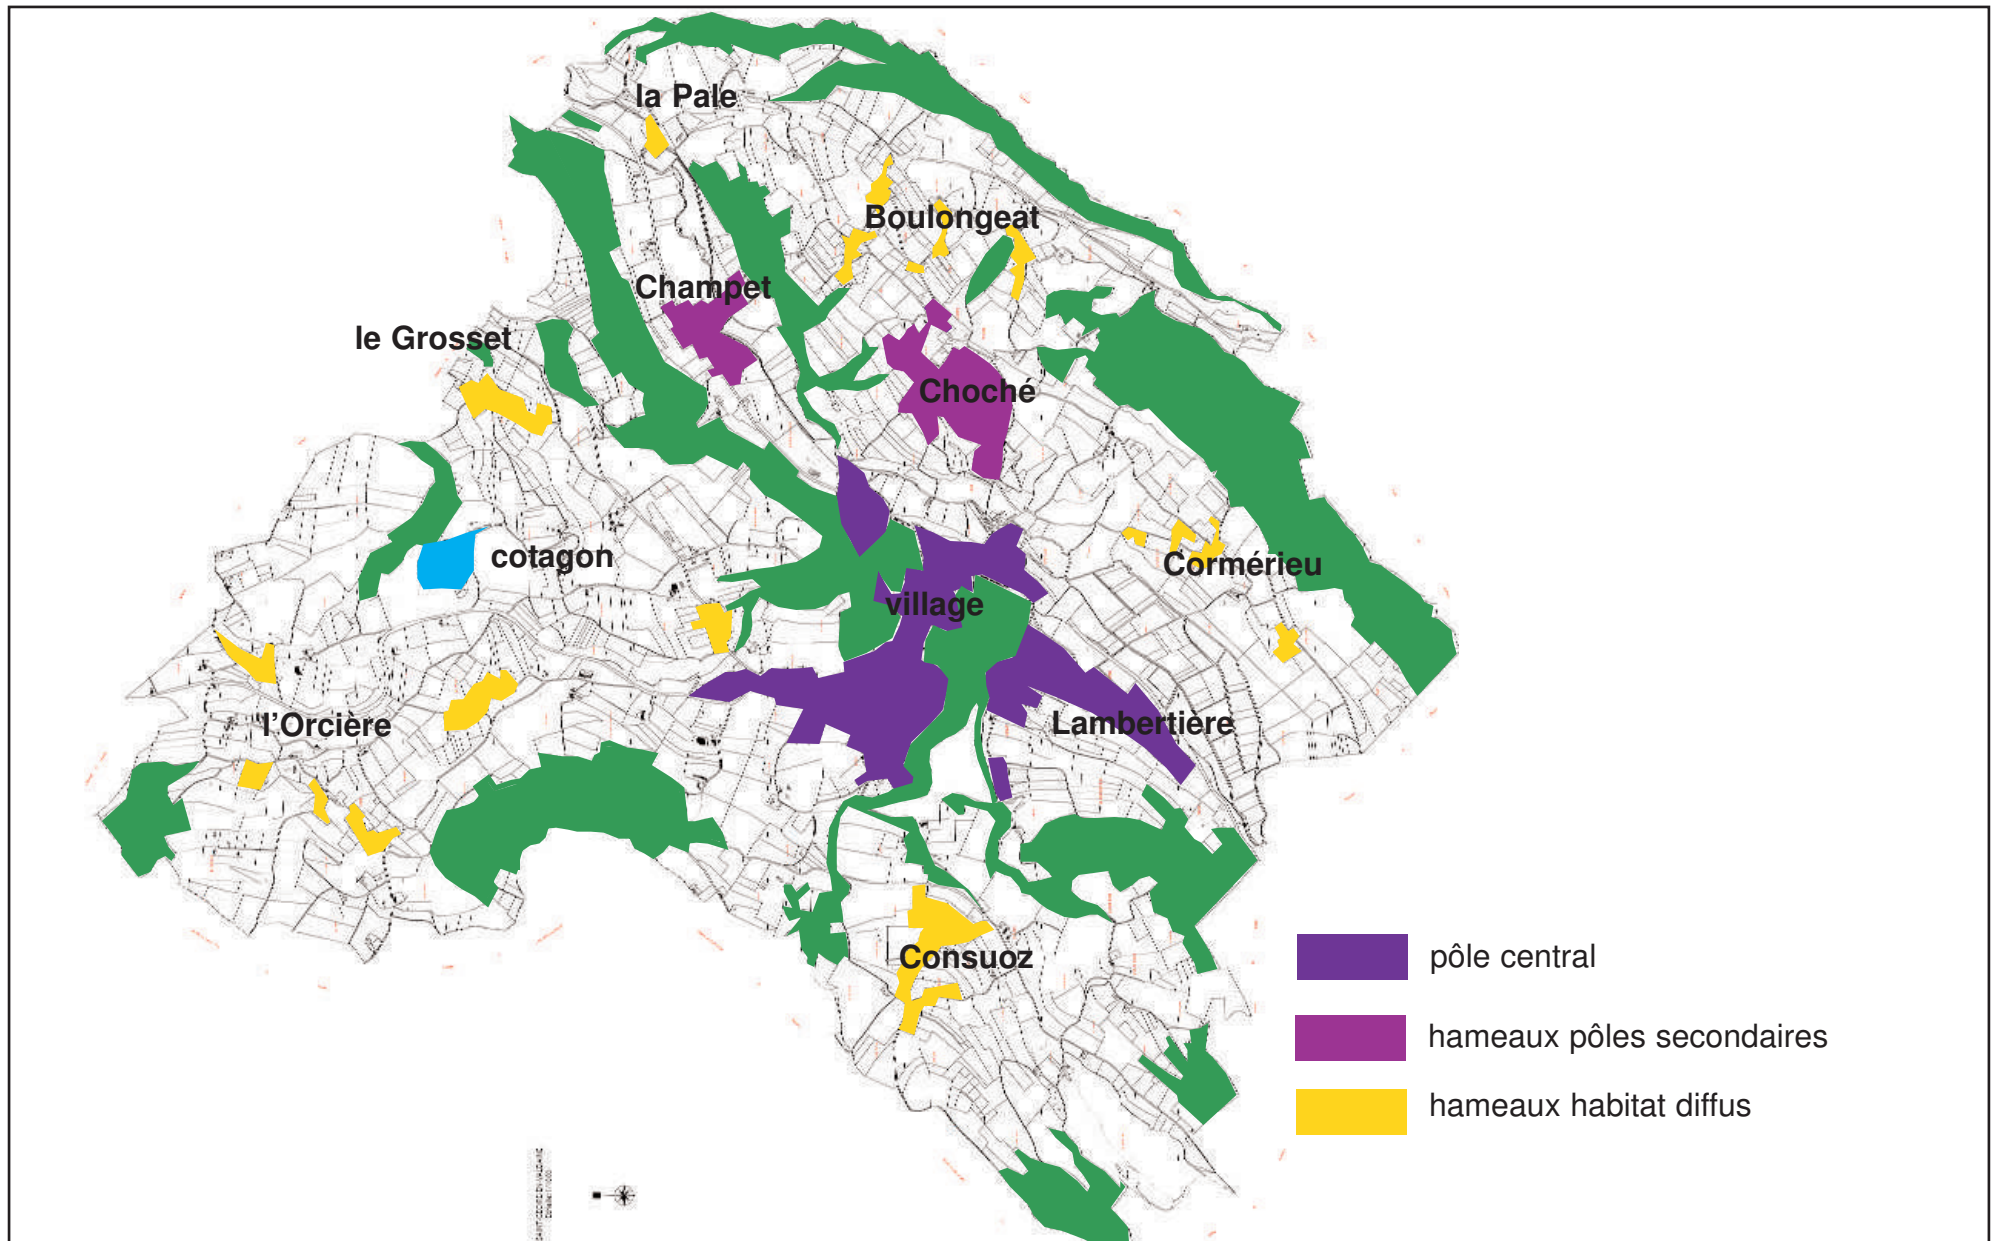 la Pale
Boulongeat
Champet
le Grosset
Choché
cotagon
Cormérieu
village
l'Orcière
Lambertière
Consuoz
pôle central
hameaux pôles secondaires
hameaux habitat diffus